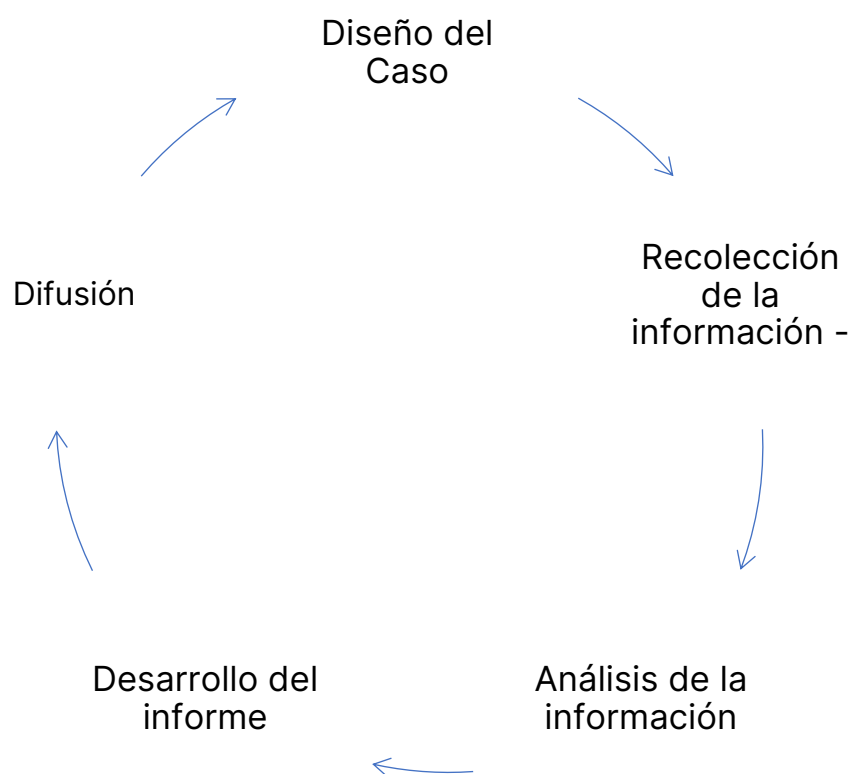 Diseño del
Caso
Recolección
de la
información -
Análisis de la
información
Desarrollo del
informe
Difusión